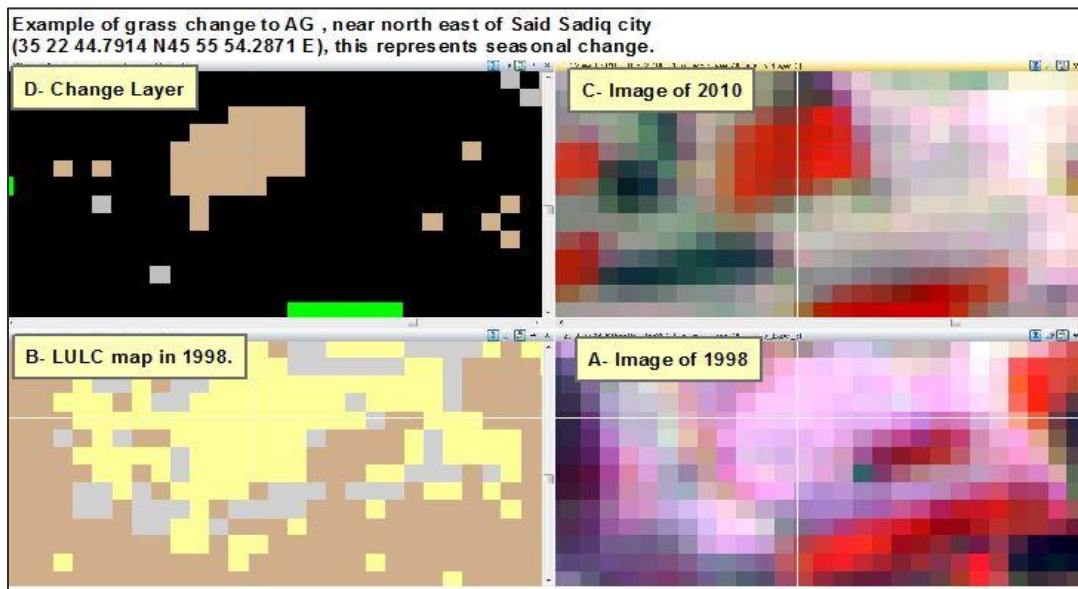 Example of grass change to AG , near north east of Said Sadiq city
(35 22 44.7914 N45 55 54.2871 E), this represents seasonal change.
D- Change Layer
C- Image of 2010
B- LULC map in 1998.
A- Image of 1998